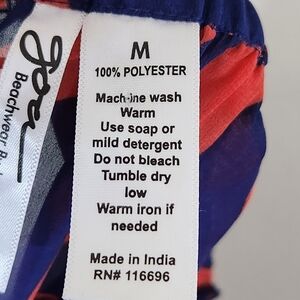 Joeu
Beachwear
M
100% POLYESTER
Machine wash
Warm
Use soap or
mild detergent
Do not bleach
Tumble dry
low
Warm iron if
needed
Made in India
RN# 116696